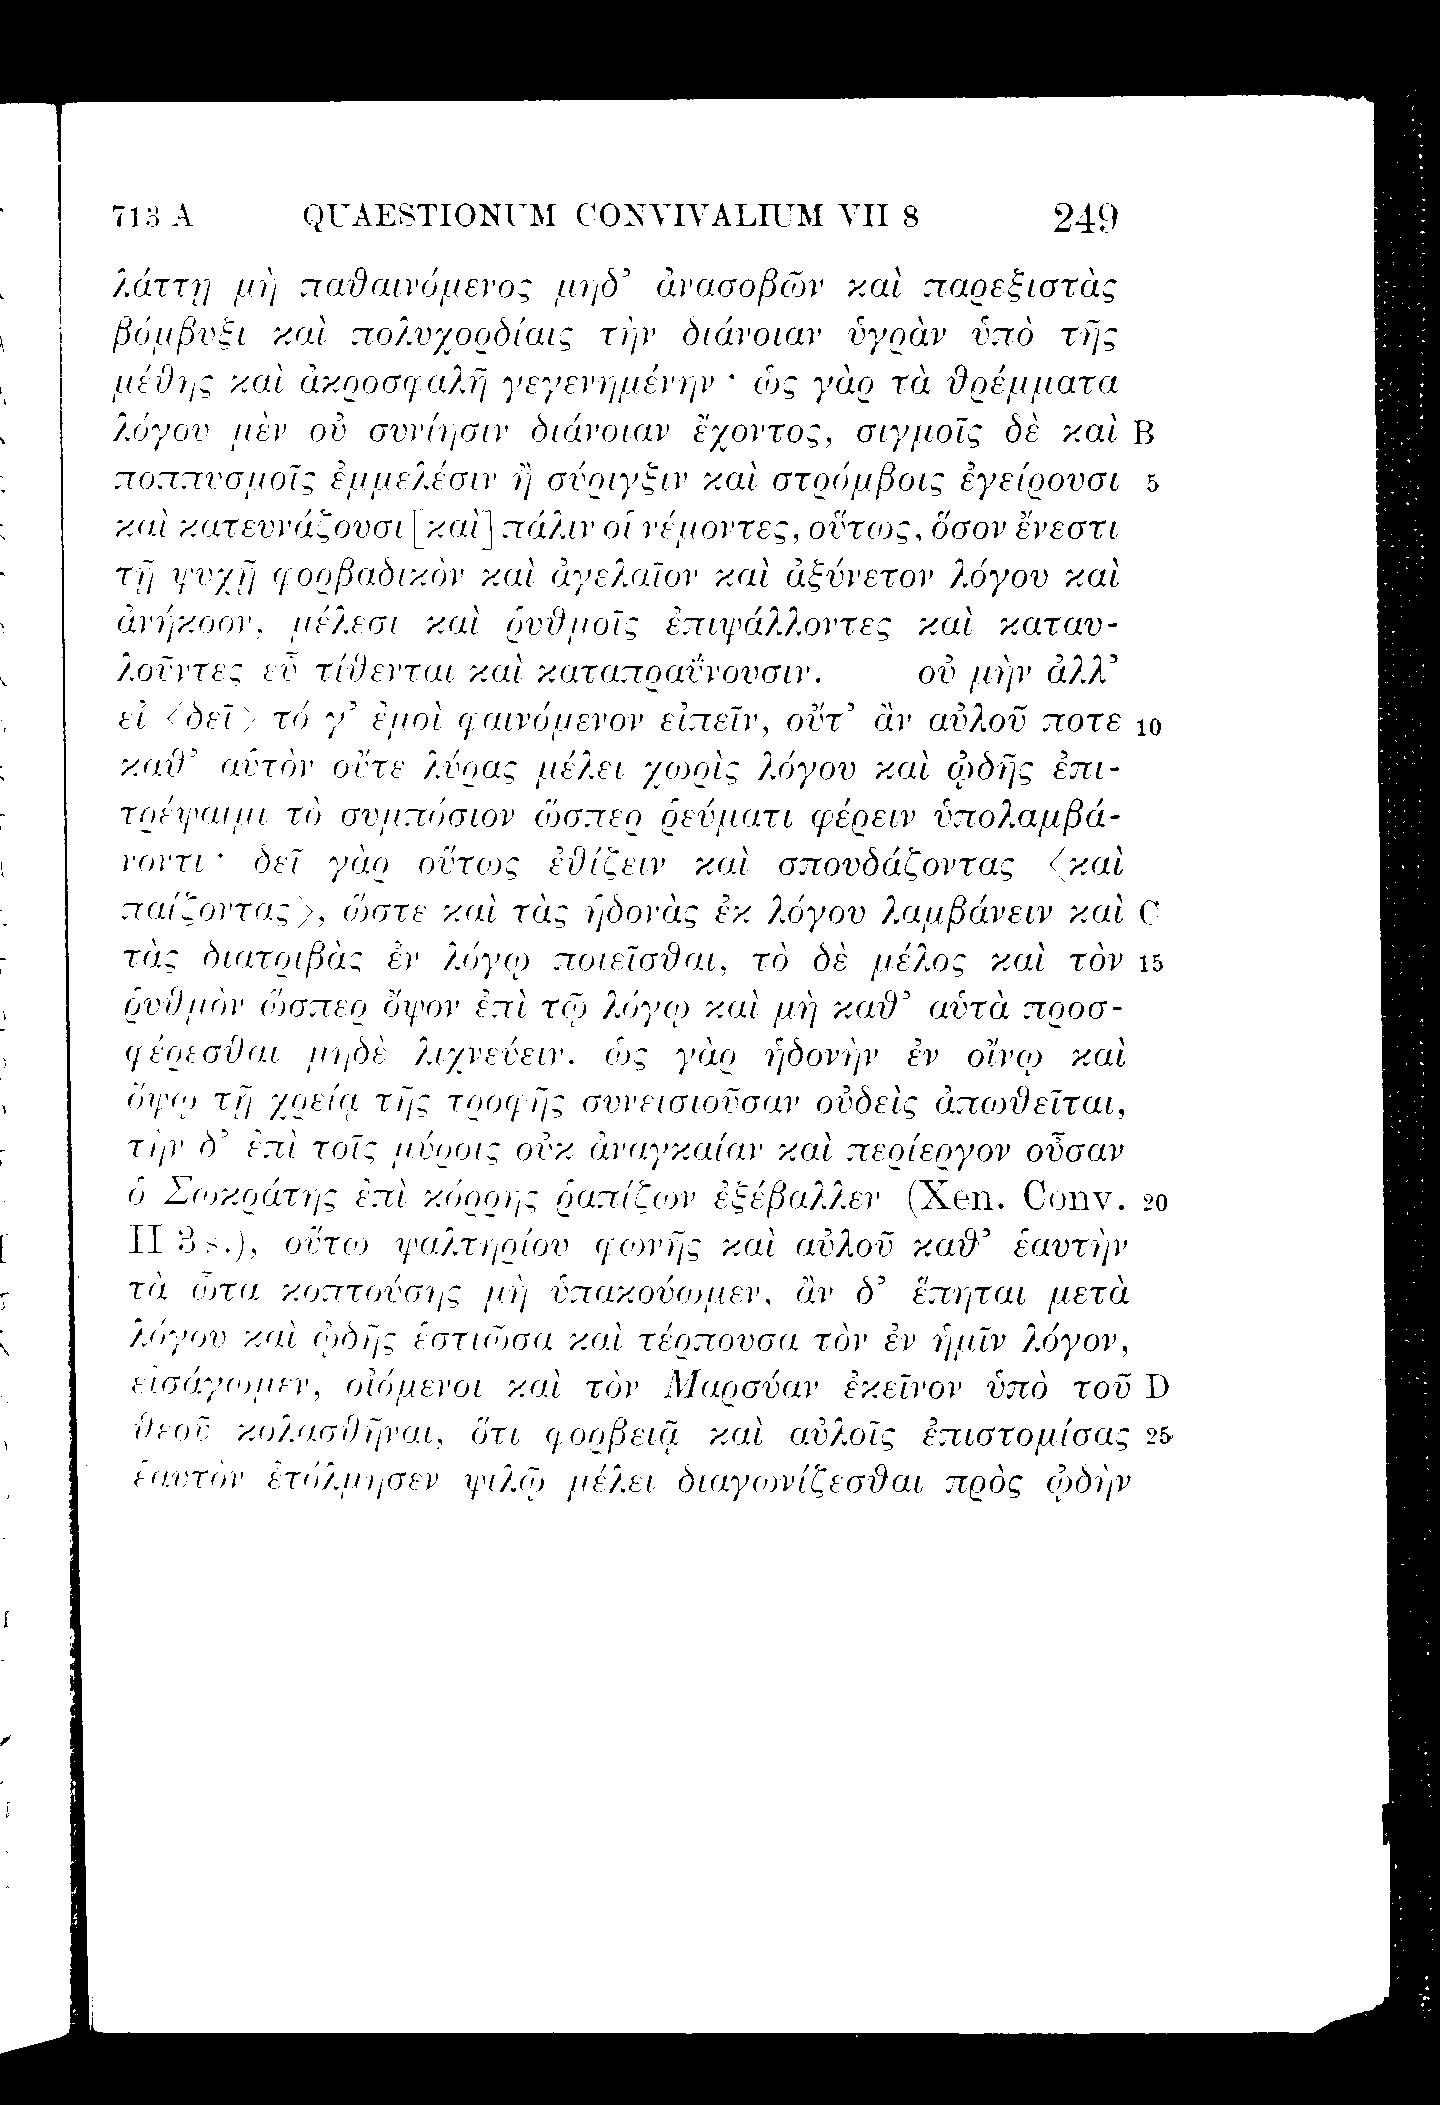 713 A QUAESTIONUM CONVIVALIUM VII 8 249
λάττῃ μὴ παθαινόμενος μηδ’ ἀνασοβῶν καὶ παρεξιστὰς
βόμβυξι καὶ πολυχορδίαις τὴν διάνοιαν ὑγρὰν ὑπὸ τῆς
μέθης καὶ ἀκροσφαλῆ γεγενημένην · ὡς γὰρ τὰ θρέμματα
λόγου μὲν οὐ συνίησιν διάνοιαν ἔχοντος, σιγμοῖς δὲ καὶ B
ποππυσμοῖς ἐμμελέσιν ἢ σύριγξιν καὶ στρόμβοις ἐγείρουσι 5
καὶ κατευνάζουσι [καὶ] πάλιν οἱ νέμοντες, οὕτως, ὅσον ἔνεστι
τῇ ψυχῇ φορβαδικὸν καὶ ἀγελαῖον καὶ ἀξύνετον λόγου καὶ
ἀνήκοον, μέλεσι καὶ ῥυθμοῖς ἐπιψάλλοντες καὶ καταυ-
λοῦντες εὖ τίθενται καὶ καταπραΰνουσιν. οὐ μὴν ἀλλ’
εἰ <δεῖ> τό γ’ ἐμοὶ φαινόμενον εἰπεῖν, οὔτ’ ἂν αὐλοῦ ποτε 10
καθ’ αὑτὸν οὔτε λύρας μέλει χωρὶς λόγου καὶ ᾠδῆς ἐπι-
τρέψαιμι τὸ συμπόσιον ὥσπερ ῥεύματι φέρειν ὑπολαμβά-
νοντι · δεῖ γὰρ οὕτως ἐθίζειν καὶ σπουδάζοντας <καὶ
παίζοντας>, ὥστε καὶ τὰς ἡδονὰς ἐκ λόγου λαμβάνειν καὶ C
τὰς διατριβὰς ἐν λόγῳ ποιεῖσθαι, τὸ δὲ μέλος καὶ τὸν 15
ῥυθμὸν ὥσπερ ὄψον ἐπὶ τῷ λόγῳ καὶ μὴ καθ’ αὑτὰ προσ-
φέρεσθαι μηδὲ λιχνεύειν. ὡς γὰρ ἡδονὴν ἐν οἴνῳ καὶ
ὄψῳ τῇ χρείᾳ τῆς τροφῆς συνεισιοῦσαν οὐδεὶς ἀπωθεῖται,
τὴν δ’ ἐπὶ τοῖς μύροις οὐκ ἀναγκαίαν καὶ περίεργον οὖσαν
ὁ Σωκράτης ἐπὶ κόρρης ῥαπίζων ἐξέβαλλεν (Xen. Conv. 20
II 3 s.), οὕτω ψαλτηρίου φωνῆς καὶ αὐλοῦ καθ’ ἑαυτὴν
τὰ ὦτα κοπτούσης μὴ ὑπακούωμεν, ἂν δ’ ἕπηται μετὰ
λόγου καὶ ᾠδῆς ἑστιῶσα καὶ τέρπουσα τὸν ἐν ἡμῖν λόγον,
εἰσάγωμεν, οἰόμενοι καὶ τὸν Μαρσύαν ἐκεῖνον ὑπὸ τοῦ D
θεοῦ κολασθῆναι, ὅτι φορβειᾷ καὶ αὐλοῖς ἐπιστομίσας 25
ἑαυτὸν ἐτόλμησεν ψιλῷ μέλει διαγωνίζεσθαι πρὸς ᾠδὴν